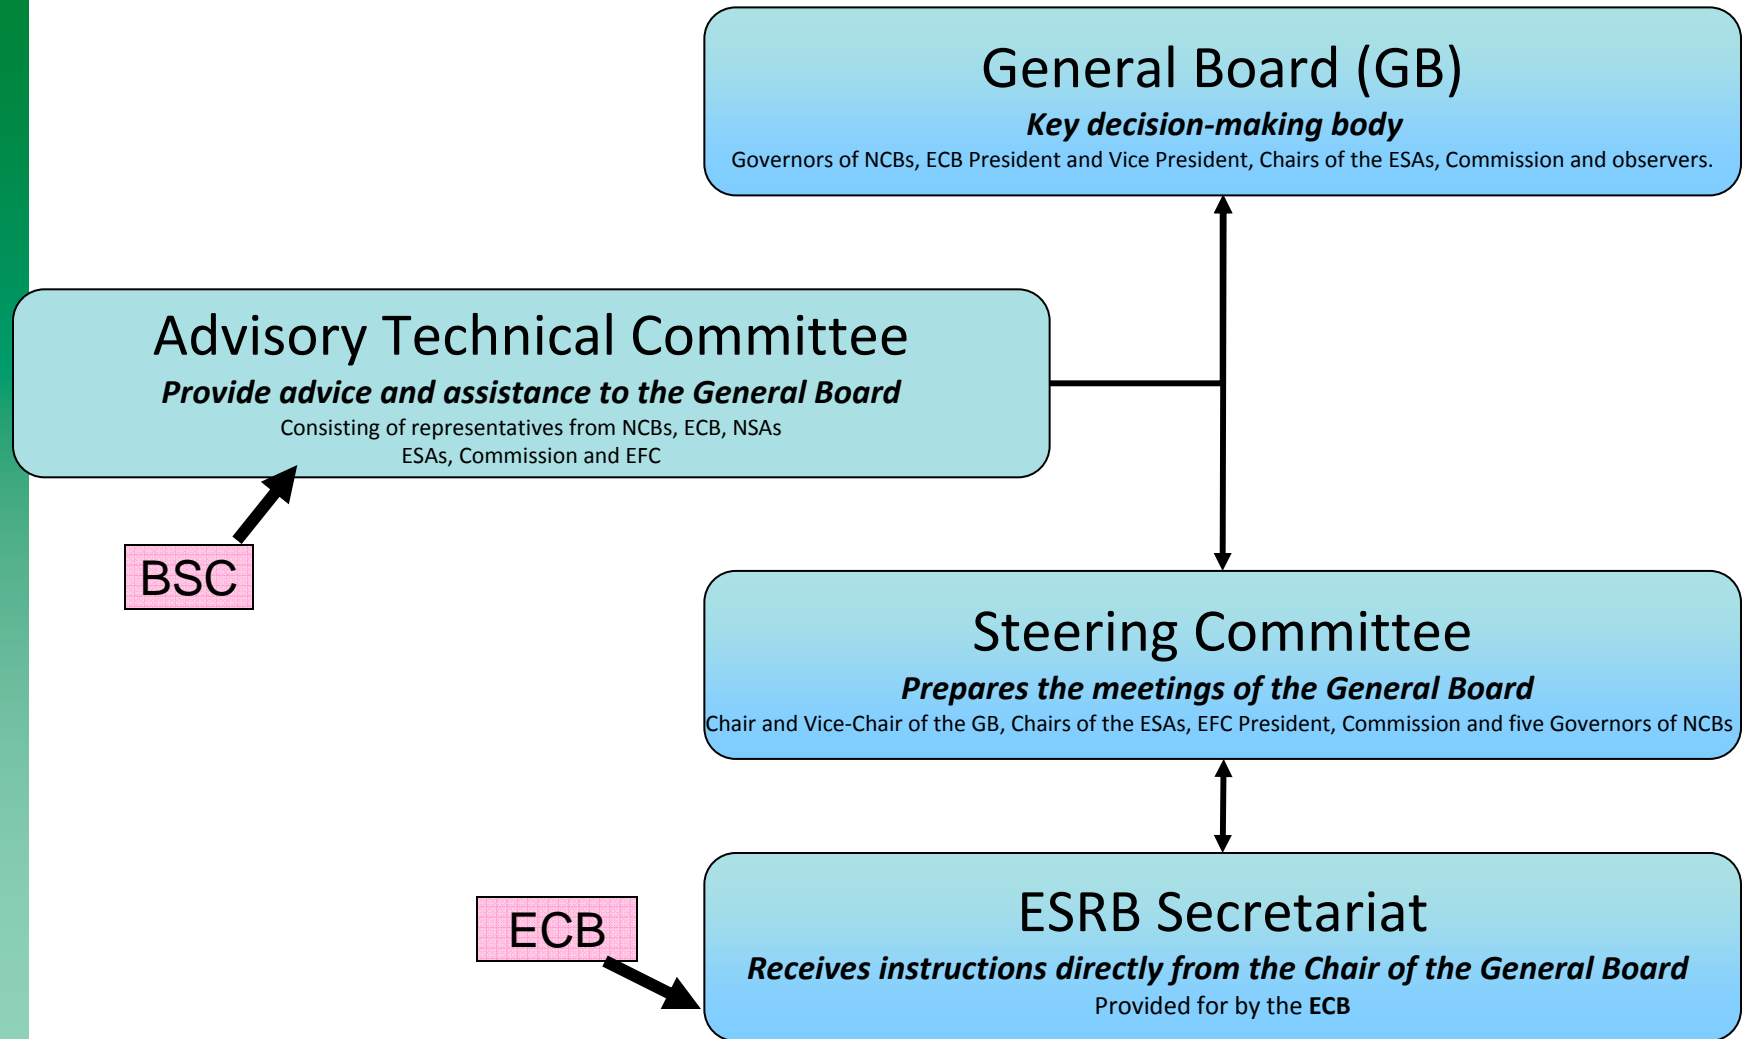 General Board (GB)
Key decision-making body
Governors of NCBs, ECB President and Vice President, Chairs of the ESAs, Commission and observers.
Advisory Technical Committee
Provide advice and assistance to the General Board
Consisting of representatives from NCBs, ECB, NSAs
ESAs, Commission and EFC
BSC
Steering Committee
Prepares the meetings of the General Board
Chair and Vice-Chair of the GB, Chairs of the ESAs, EFC President, Commission and five Governors of NCBs
ECB
ESRB Secretariat
Receives instructions directly from the Chair of the General Board
Provided for by the ECB